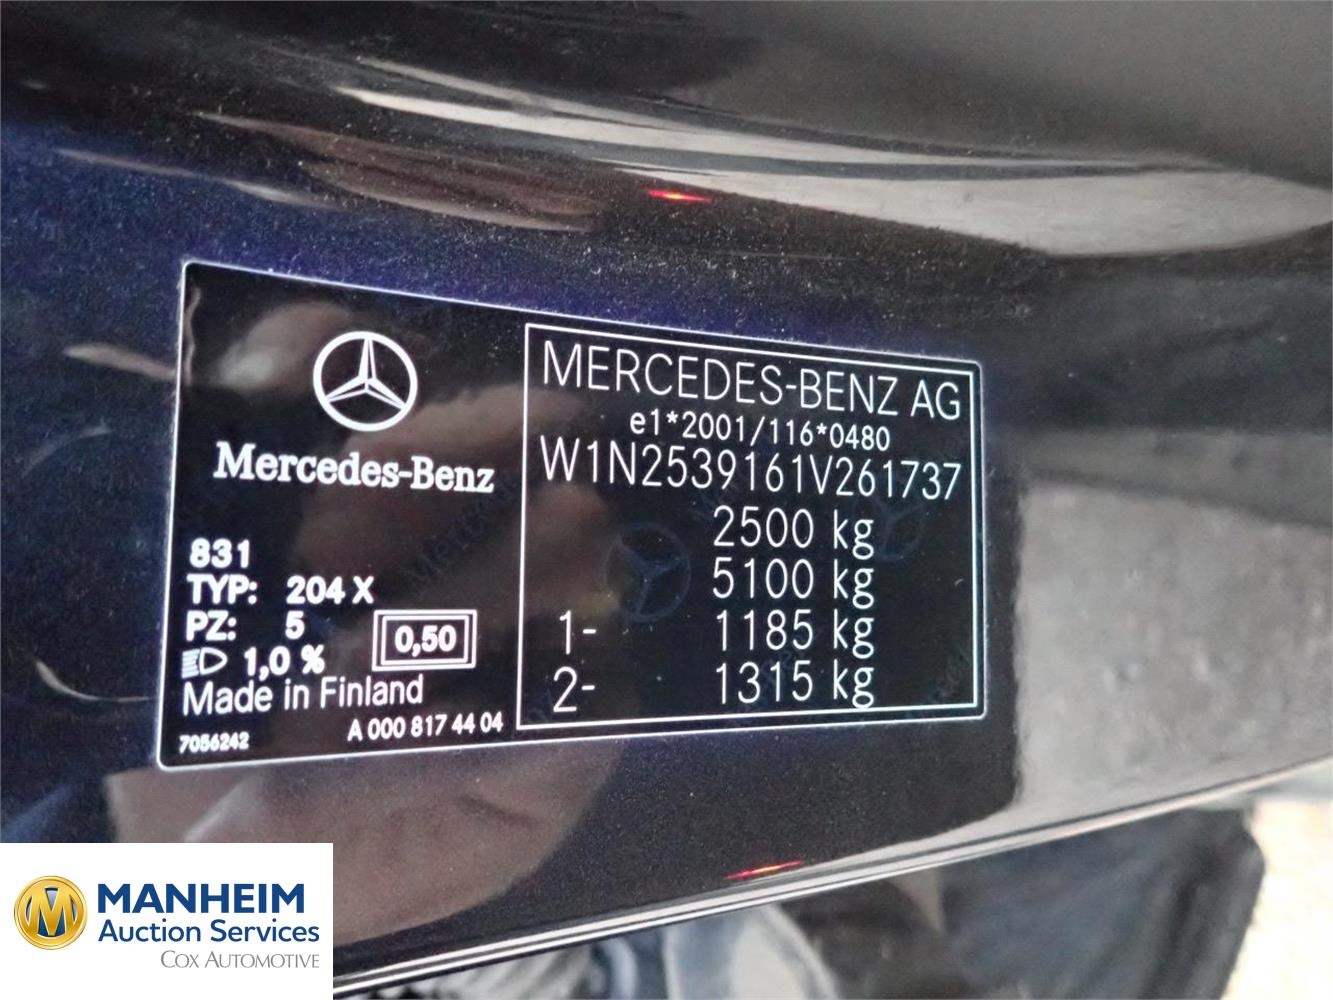 Mercedes-Benz
831
TYP: 204 X
PZ: 5
0,50
1,0 %
Made in Finland
7056242
A 000 817 44 04
MERCEDES-BENZ AG
e1*2001/116*0480
W1N2539161V261737
2500 kg
5100 kg
1- 1185 kg
2- 1315 kg
MANHEIM
Auction Services
COX AUTOMOTIVE